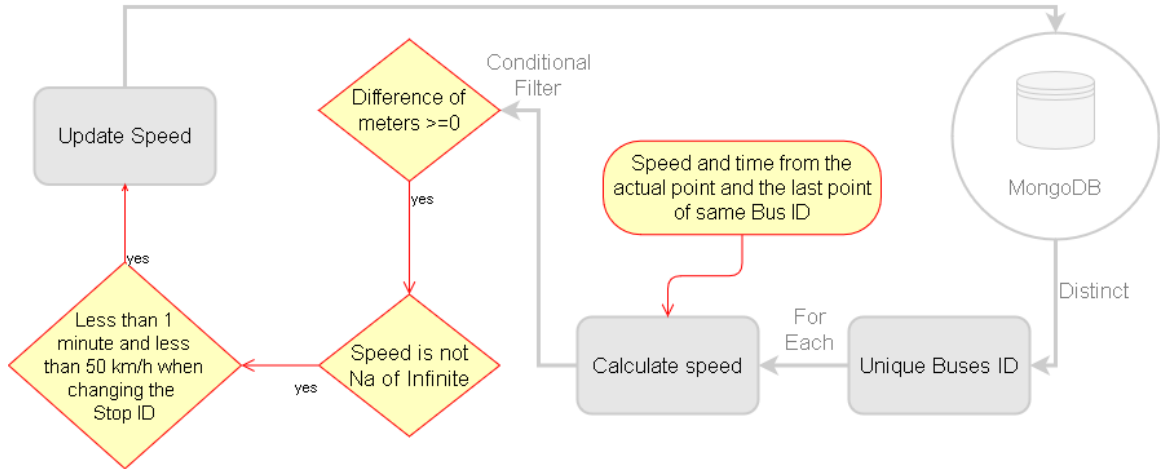 Update Speed
Conditional
Filter
Difference of
meters >=0
yes
Speed and time from the
actual point and the last point
of same Bus ID
MongoDB
Distinct
For
Each
Unique Buses ID
Calculate speed
Speed is not
Na of Infinite
yes
Less than 1
minute and less
than 50 km/h when
changing the
Stop ID
yes